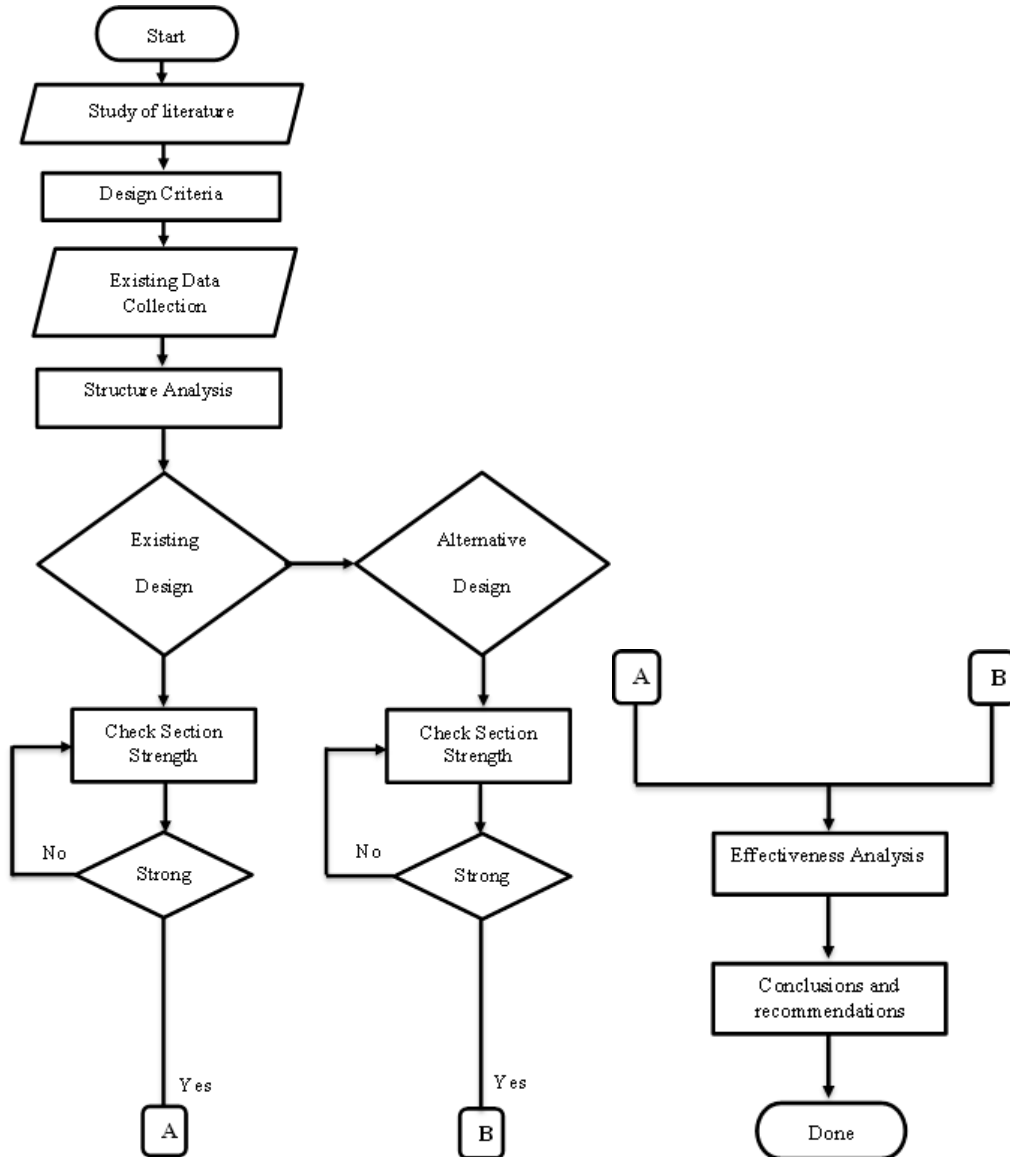 Start
Study of literature
Design Criteria
Existing Data
Collection
Structure Analysis
Existing
Design
Alternative
Design
Check Section
Strength
No
Strong
Yes
A
Check Section
Strength
No
Strong
Yes
B
A
B
Effectiveness Analysis
Conclusions and
recommendations
Done